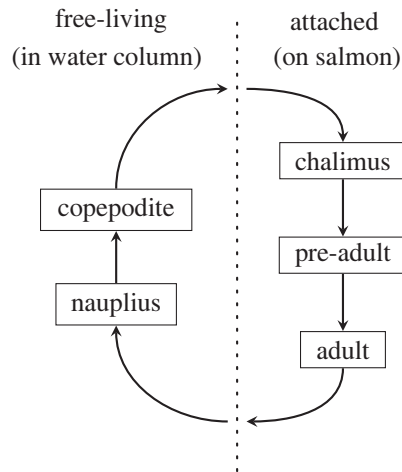 free-living
(in water column)
attached
(on salmon)
chalimus
copepodite
pre-adult
nauplius
adult